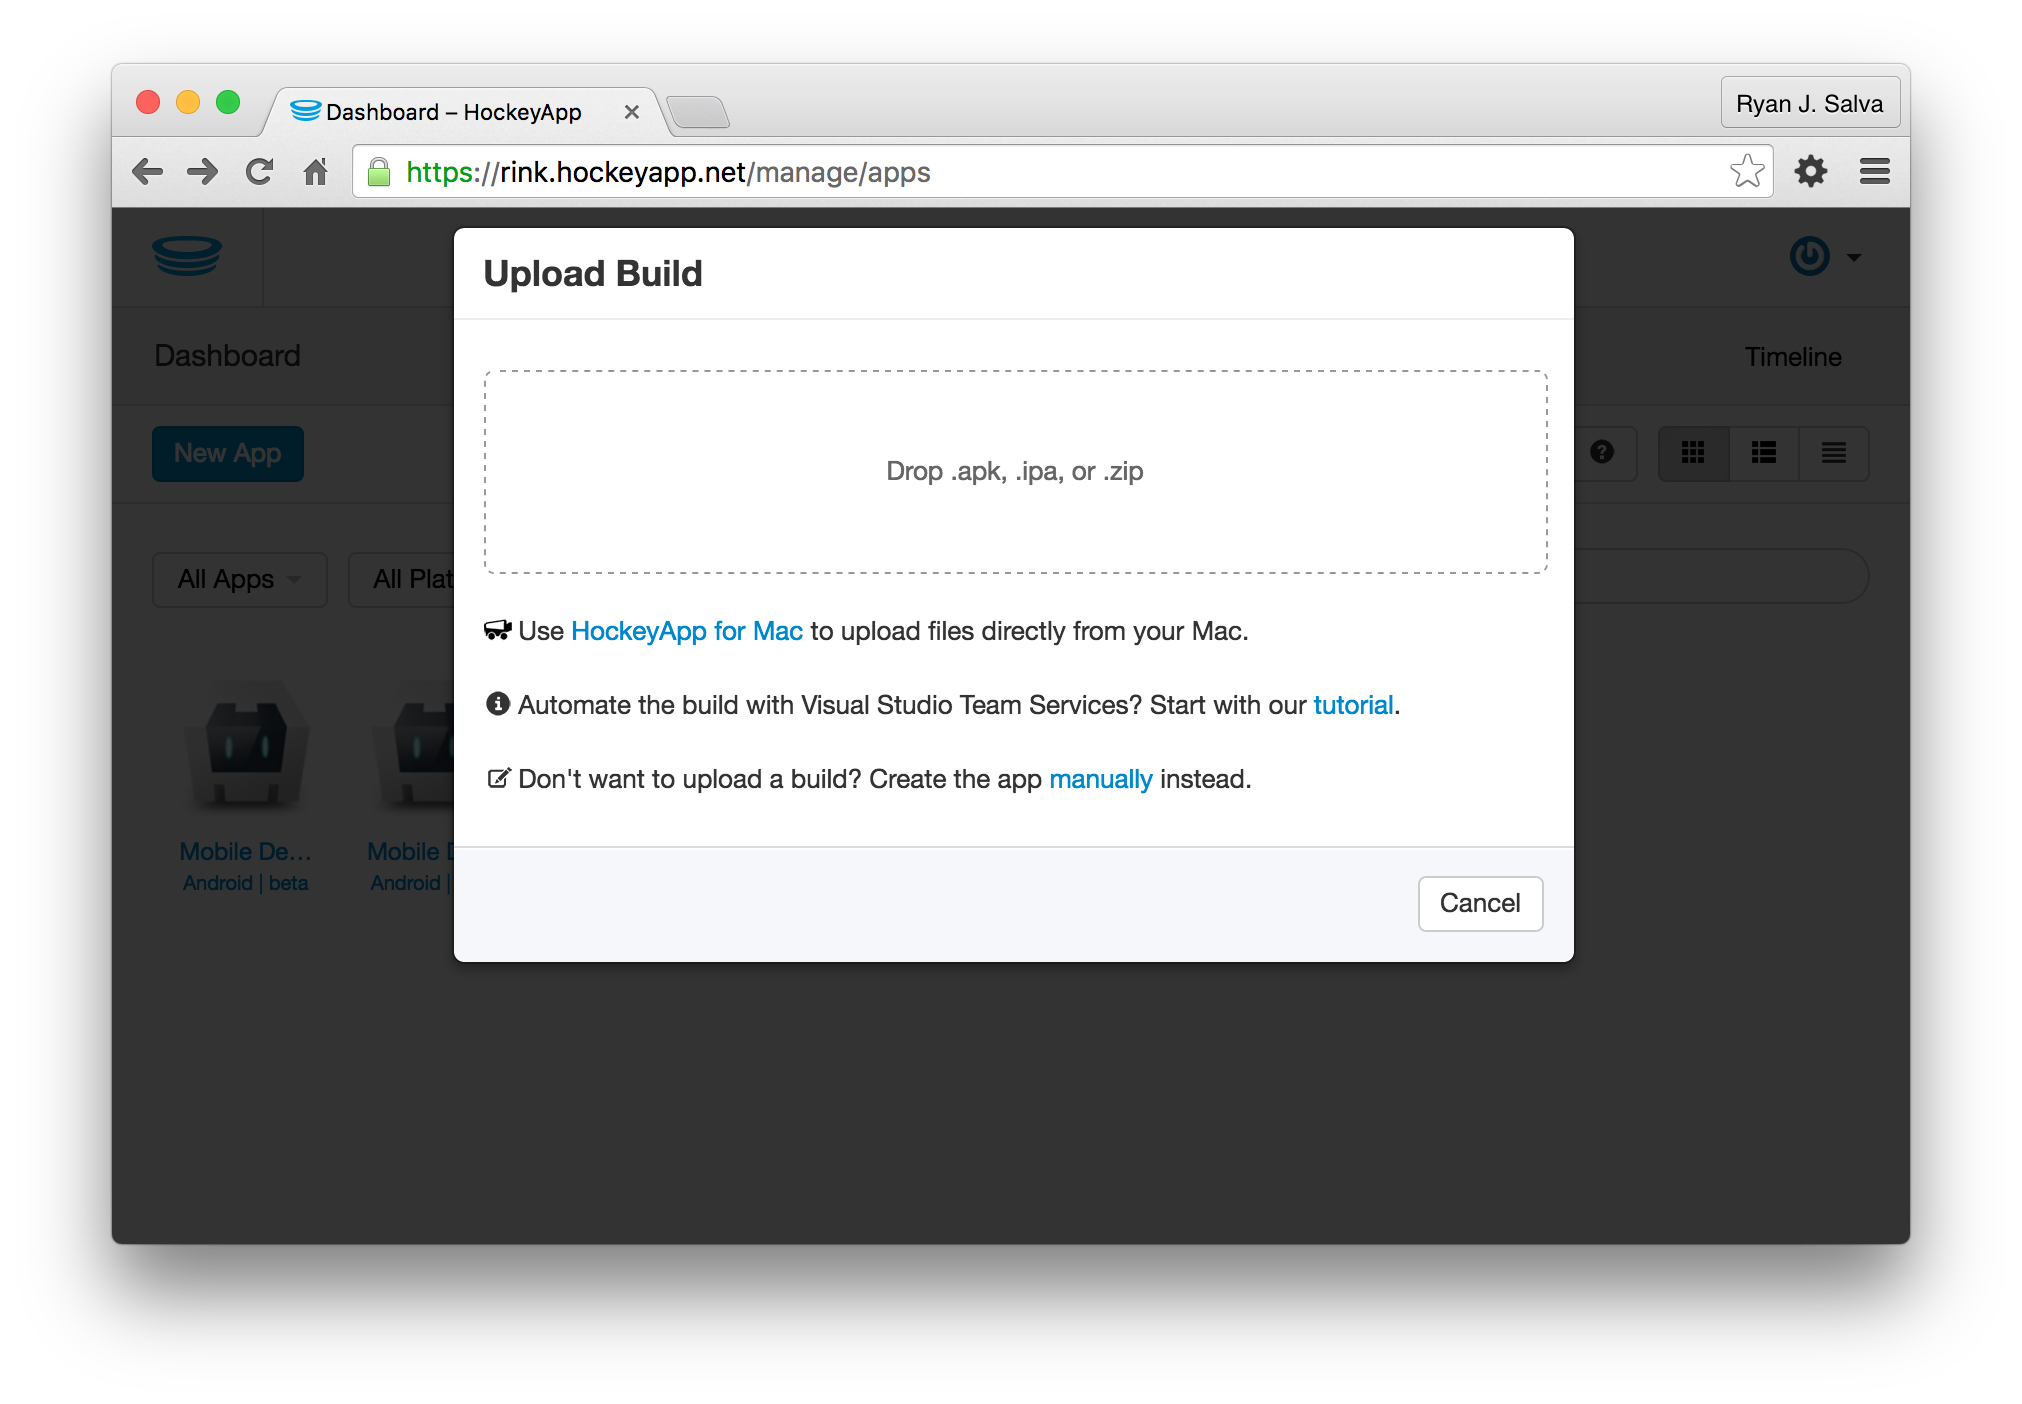 Dashboard – HockeyApp
Ryan J. Salva
https://rink.hockeyapp.net/manage/apps
Upload Build
Dashboard
Timeline
New App
Drop .apk, .ipa, or .zip
All Apps
All Plat
Use HockeyApp for Mac to upload files directly from your Mac.
Automate the build with Visual Studio Team Services? Start with our tutorial.
Don't want to upload a build? Create the app manually instead.
Mobile De...
Android | beta
Mobile
Android |
Cancel